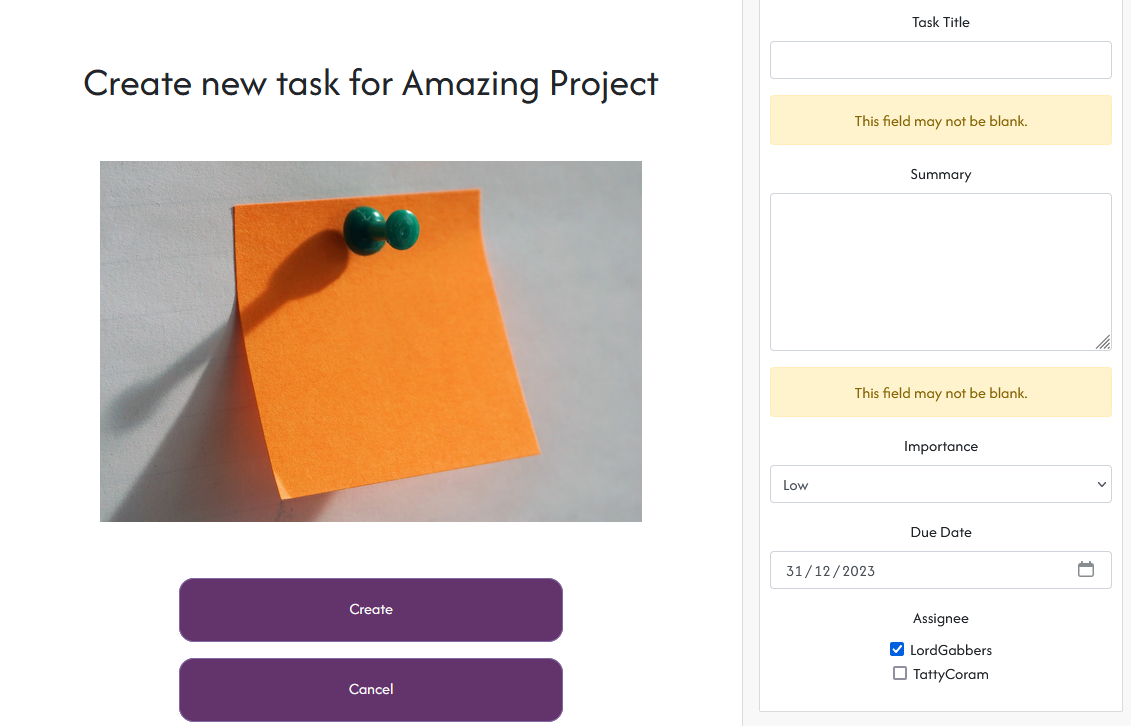 Create new task for Amazing Project
Create
Cancel
Task Title
This field may not be blank.
Summary
This field may not be blank.
Importance
Low
Due Date
31/12/2023
Assignee
LordGabbers
TattyCoram